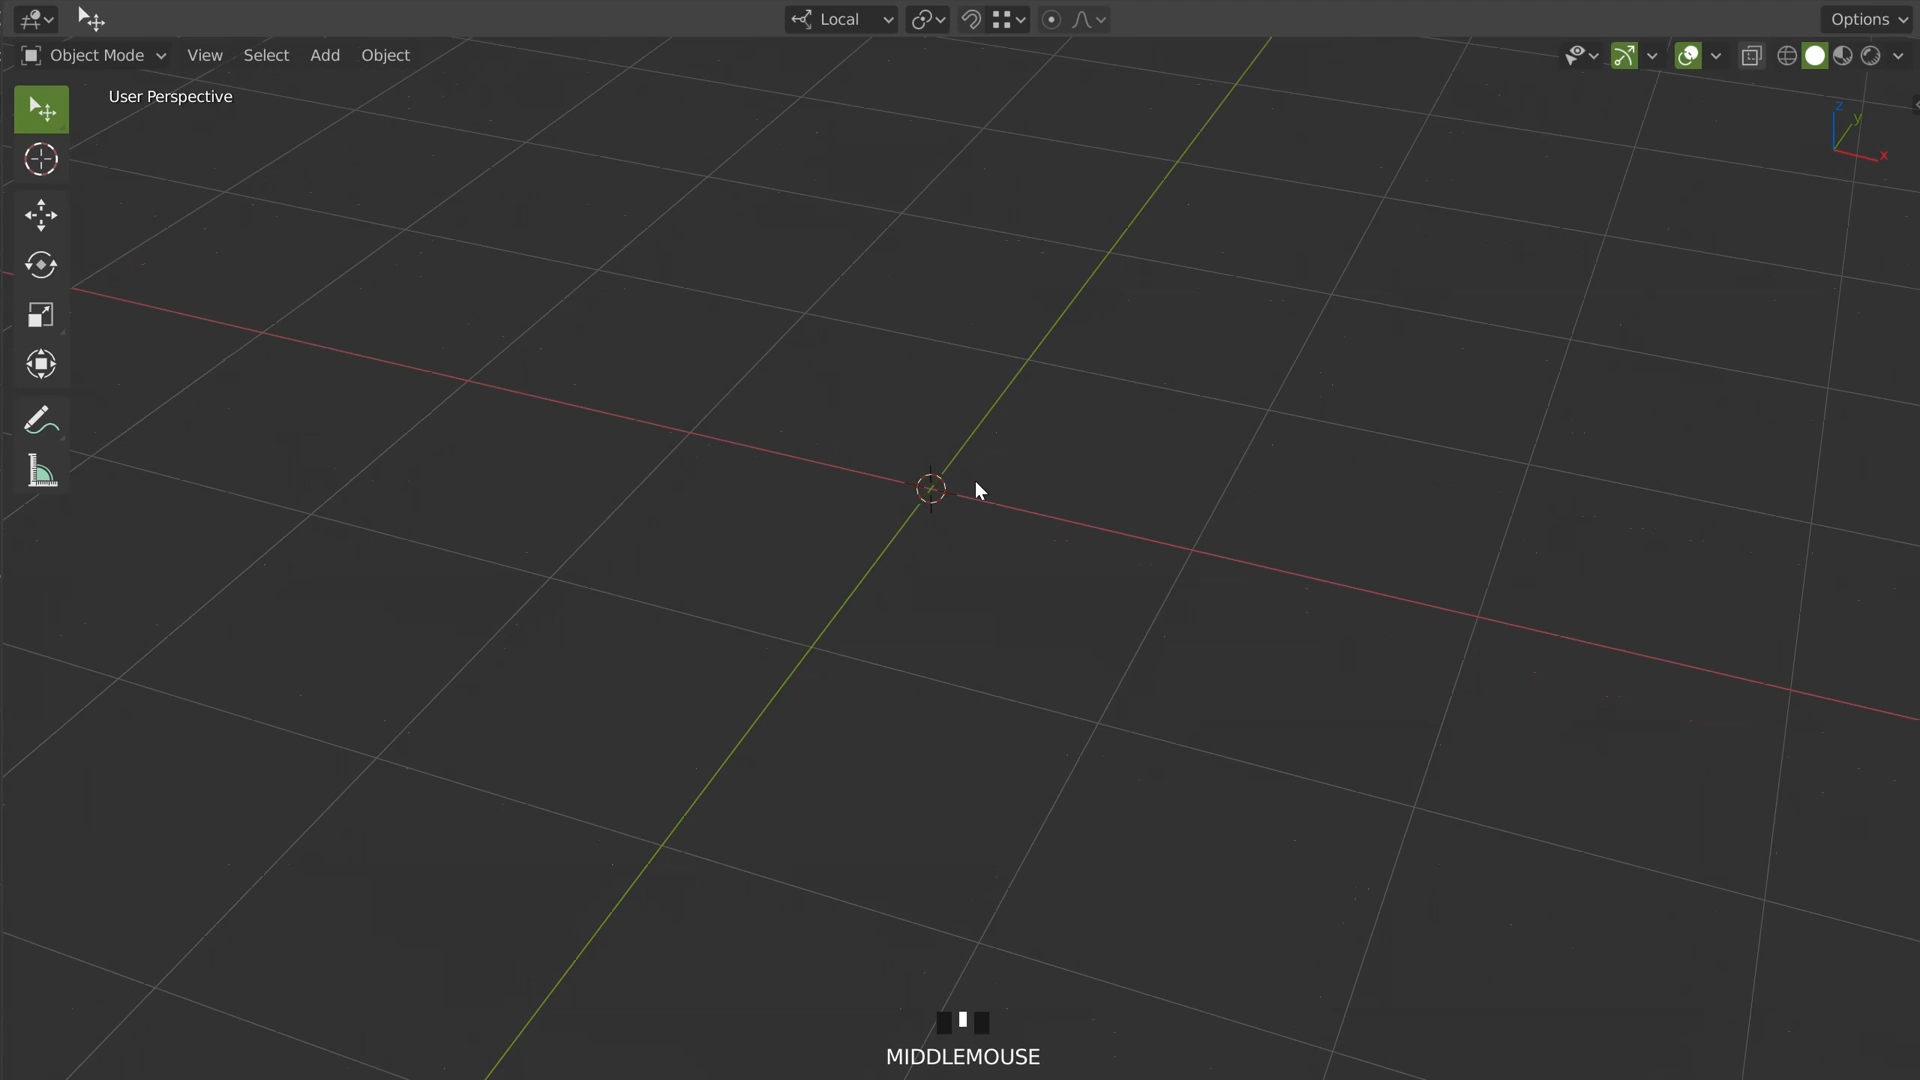 Local
Options
Object Mode
View
Select
Add
Object
User Perspective
z
y
x
MIDDLEMOUSE